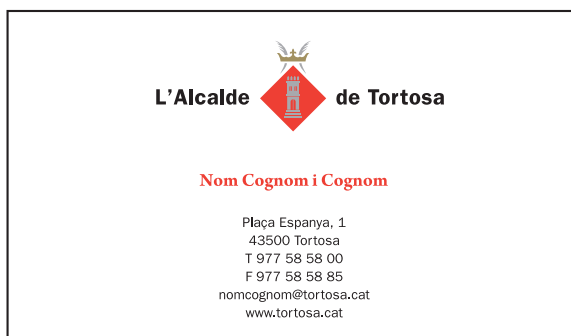 L'Alcalde de Tortosa
Nom Cognom i Cognom
Plaça Espanya, 1
43500 Tortosa
T 977 58 58 00
F 977 58 58 85
nomcognom@tortosa.cat
www.tortosa.cat